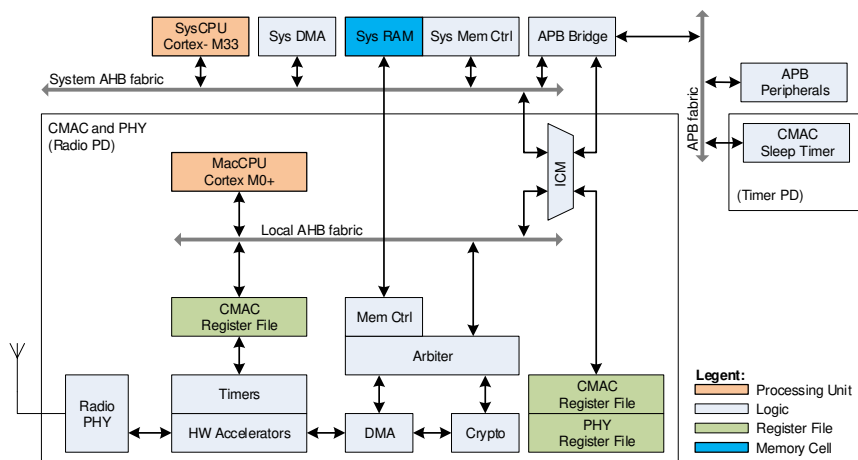 SysCPU
Cortex- M33
Sys DMA
Sys RAM
Sys Mem Ctrl
APB Bridge
System AHB fabric
APB
Peripherals
APB fabric
CMAC
Sleep Timer
(Timer PD)
CMAC and PHY
(Radio PD)
MacCPU
Cortex M0+
ICM
Local AHB fabric
CMAC
Register File
Mem Ctrl
Arbiter
Timers
HW Accelerators
Radio
PHY
DMA
Crypto
CMAC
Register File
PHY
Register File
Legent:
Processing Unit
Logic
Register File
Memory Cell